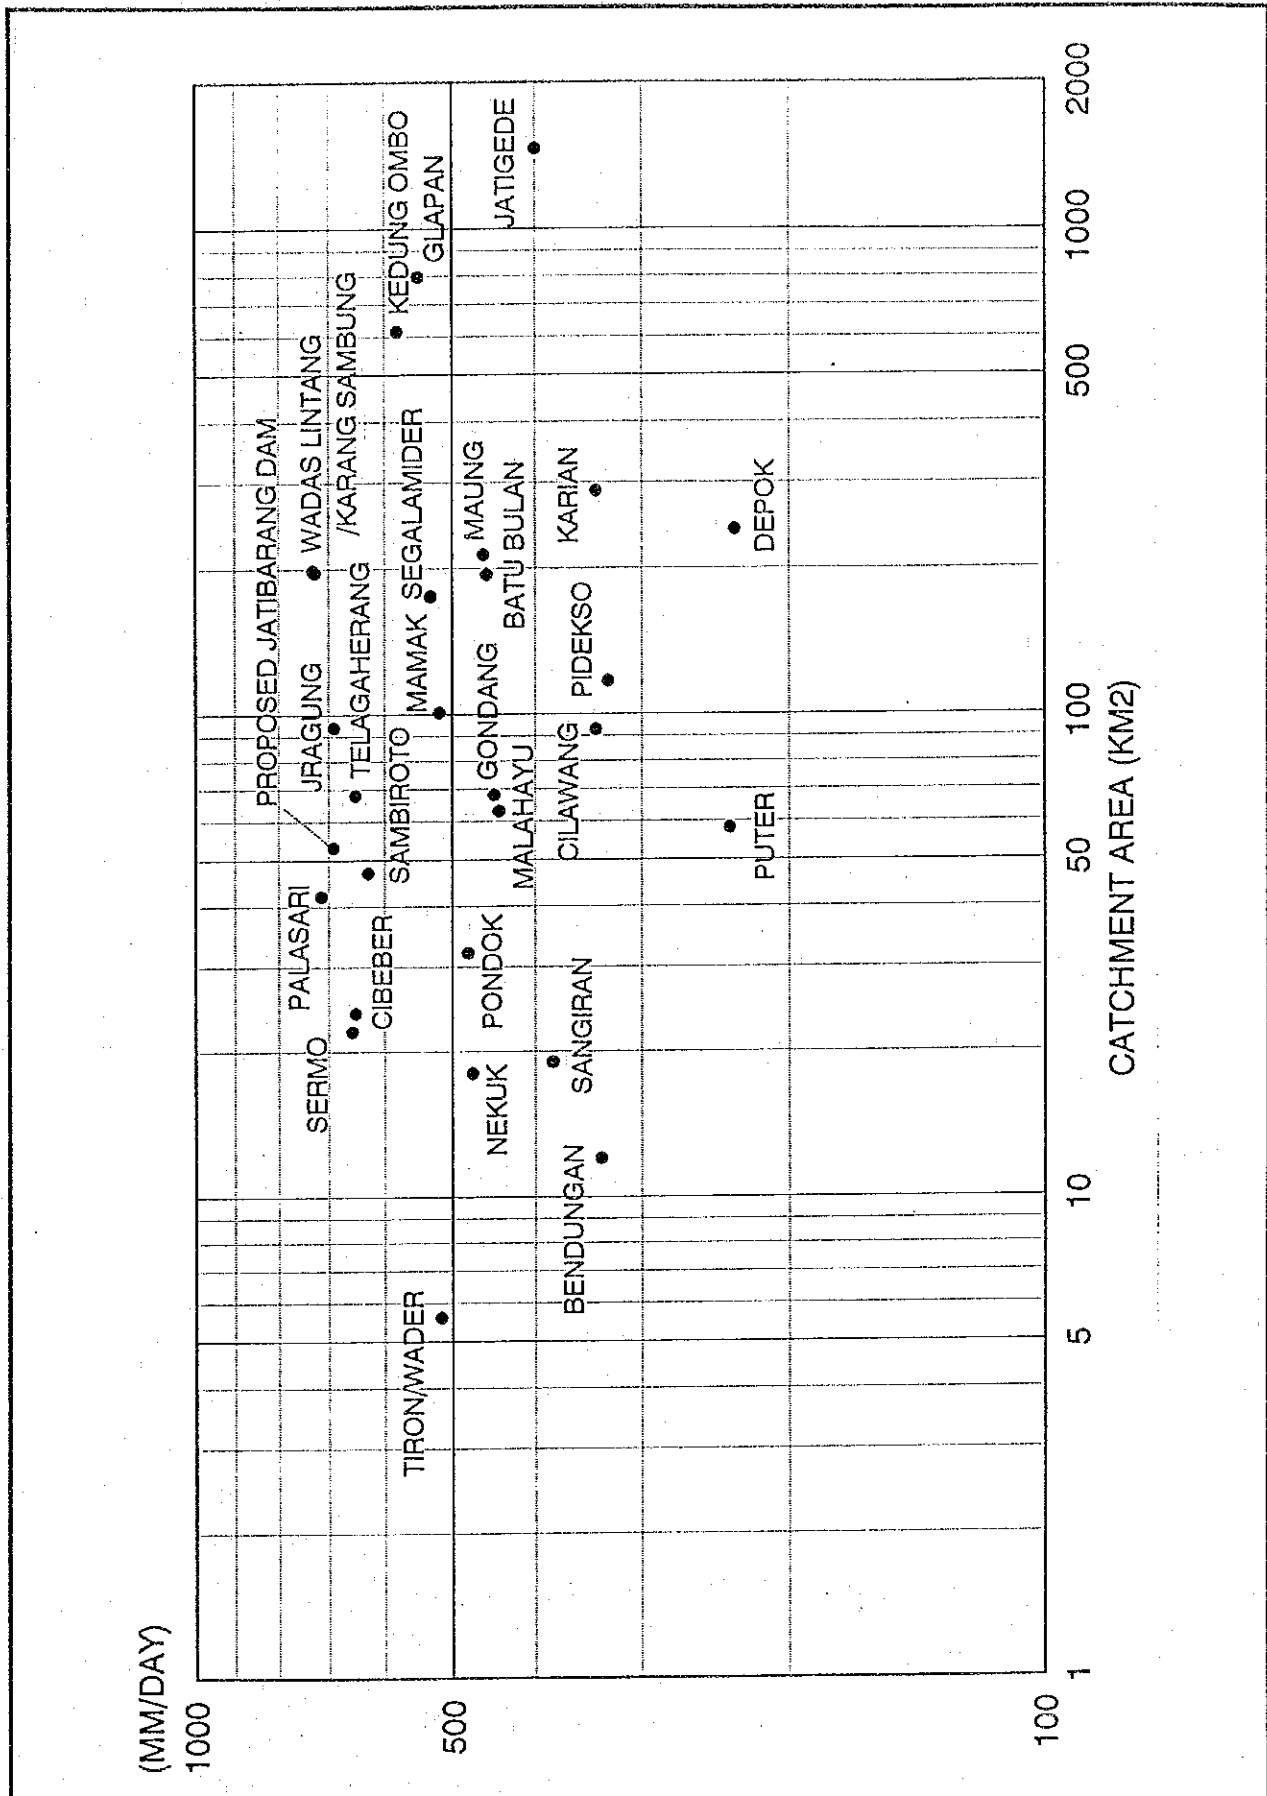 (MM/DAY)
1000
500
100
PROPOSED JATIBARANG DAM
PALASARI
JRAGUNG
WADAS LINTANG
/KARANG SAMBUNG
SERMO
CIBEBER
TELAGAHERANG
SAMBIROTO
MAMAK
SEGALAMIDER
KEDUNG OMBO
GLAPAN
TIRON/WADER
NEKUK
PONDOK
GONDANG
MALAHAYU
MAUNG
BATU BULAN
JATIGEDE
BENDUNGAN
SANGIRAN
CILAWANG
PIDEKSO
KARIAN
PUTER
DEPOK
1
5
10
50
100
500
1000
2000
CATCHMENT AREA (KM2)